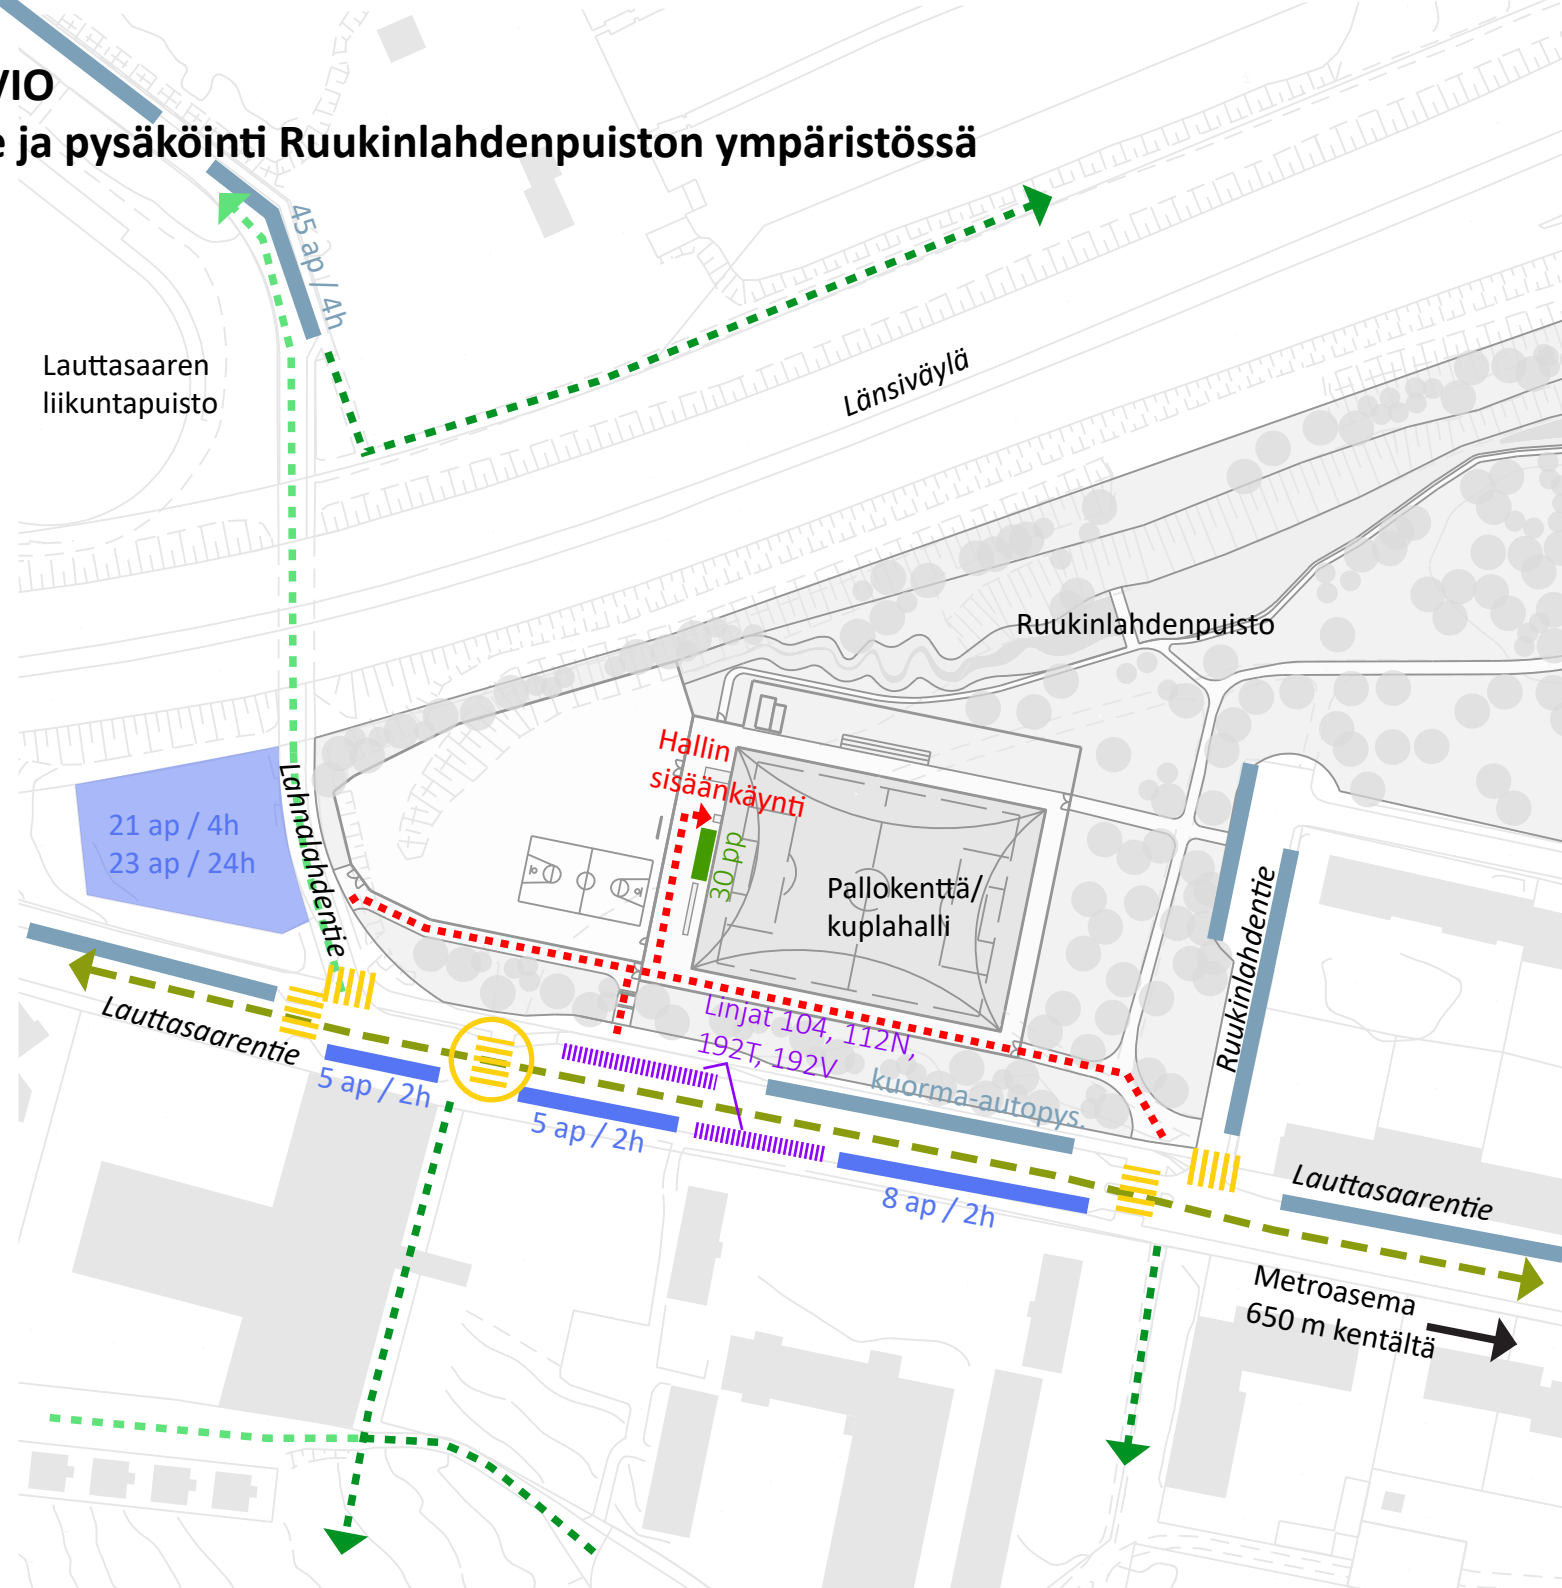 VIO
e ja pysäköinti Ruukinlahdenpuiston ympäristössä
45 ap / 4h
Lauttasaaren
liikuntapuisto
Länsiväylä
Ruukinlahdenpuisto
Hallin
sisäänkäynti
30 pp
Pallokenttä/
kuplahalli
21 ap / 4h
23 ap / 24h
Lahnalahdentie
Ruukinlahdentie
Lauttasaarentie
Linjat 104, 112N,
192T, 192V
kuorma-autopys.
5 ap / 2h
5 ap / 2h
8 ap / 2h
Lauttasaarentie
Metroasema
650 m kentältä